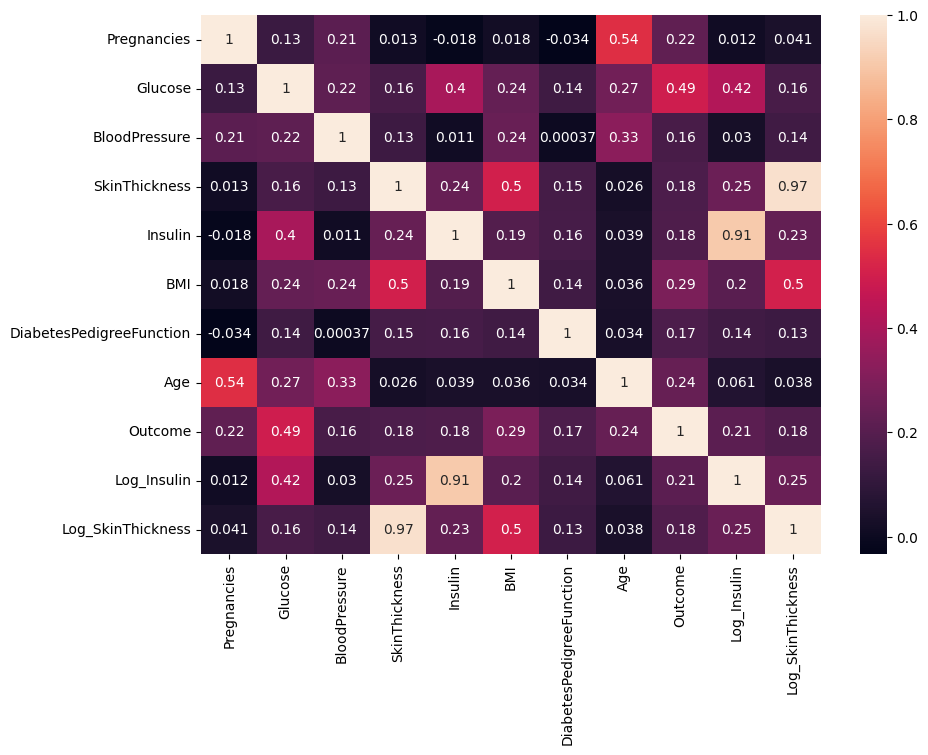 Pregnancies 1 0.13 0.21 0.013 -0.018 0.018 -0.034 0.54 0.22 0.012 0.041
Glucose 0.13 1 0.22 0.16 0.4 0.24 0.14 0.27 0.49 0.42 0.16
BloodPressure 0.21 0.22 1 0.13 0.011 0.24 0.00037 0.33 0.16 0.03 0.14
SkinThickness 0.013 0.16 0.13 1 0.24 0.5 0.15 0.026 0.18 0.25 0.97
Insulin -0.018 0.4 0.011 0.24 1 0.19 0.16 0.039 0.18 0.91 0.23
BMI 0.018 0.24 0.24 0.5 0.19 1 0.14 0.036 0.29 0.2 0.5
DiabetesPedigreeFunction -0.034 0.14 0.00037 0.15 0.16 0.14 1 0.034 0.17 0.14 0.13
Age 0.54 0.27 0.33 0.026 0.039 0.036 0.034 1 0.24 0.061 0.038
Outcome 0.22 0.49 0.16 0.18 0.18 0.29 0.17 0.24 1 0.21 0.18
Log_Insulin 0.012 0.42 0.03 0.25 0.91 0.2 0.14 0.061 0.21 1 0.25
Log_SkinThickness 0.041 0.16 0.14 0.97 0.23 0.5 0.13 0.038 0.18 0.25 1
Pregnancies
Glucose
BloodPressure
SkinThickness
Insulin
BMI
DiabetesPedigreeFunction
Age
Outcome
Log_Insulin
Log_SkinThickness
1.0
0.8
0.6
0.4
0.2
0.0